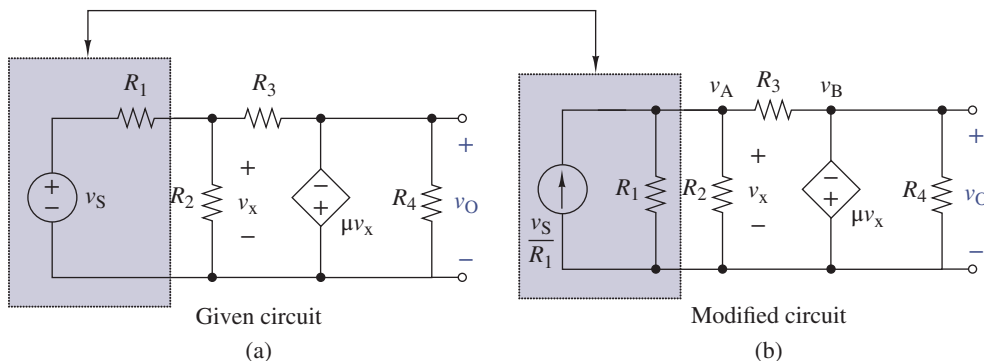 R1
R3
+
−
vS
R2
+
vx
−
−
+
μvx
R4
+
vO
−
Given circuit
(a)
vA
R3
vB
vS
R1
R1
R2
+
vx
−
−
+
μvx
R4
+
vO
−
Modified circuit
(b)